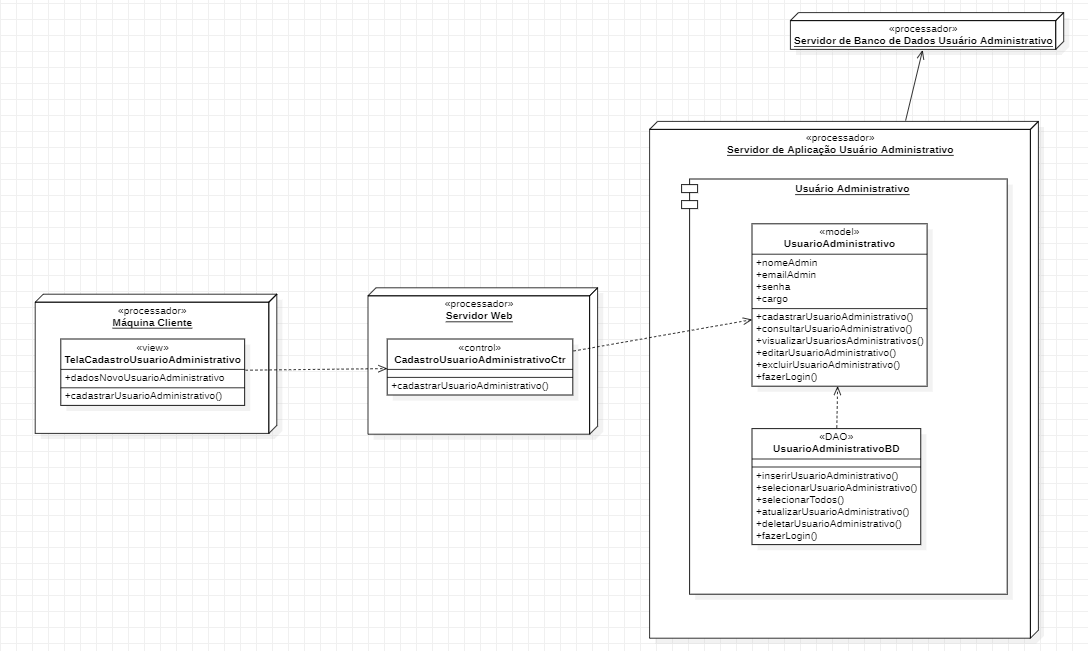 «processador»
Servidor de Banco de Dados Usuário Administrativo
«processador»
Servidor de Aplicação Usuário Administrativo
Usuário Administrativo
«model»
UsuarioAdministrativo
+nomeAdmin
+emailAdmin
+senha
+cargo
+cadastrarUsuarioAdministrativo()
+consultarUsuarioAdministrativo()
+visualizarUsuariosAdministrativos()
+editarUsuarioAdministrativo()
+excluirUsuarioAdministrativo()
+fazerLogin()
«processador»
Máquina Cliente
«view»
TelaCadastroUsuarioAdministrativo
+dadosNovoUsuarioAdministrativo
+cadastrarUsuarioAdministrativo()
«processador»
Servidor Web
«control»
CadastroUsuarioAdministrativoCtr
+cadastrarUsuarioAdministrativo()
«DAO»
UsuarioAdministrativoBD
+inserirUsuarioAdministrativo()
+selecionarUsuarioAdministrativo()
+selecionarTodos()
+atualizarUsuarioAdministrativo()
+deletarUsuarioAdministrativo()
+fazerLogin()